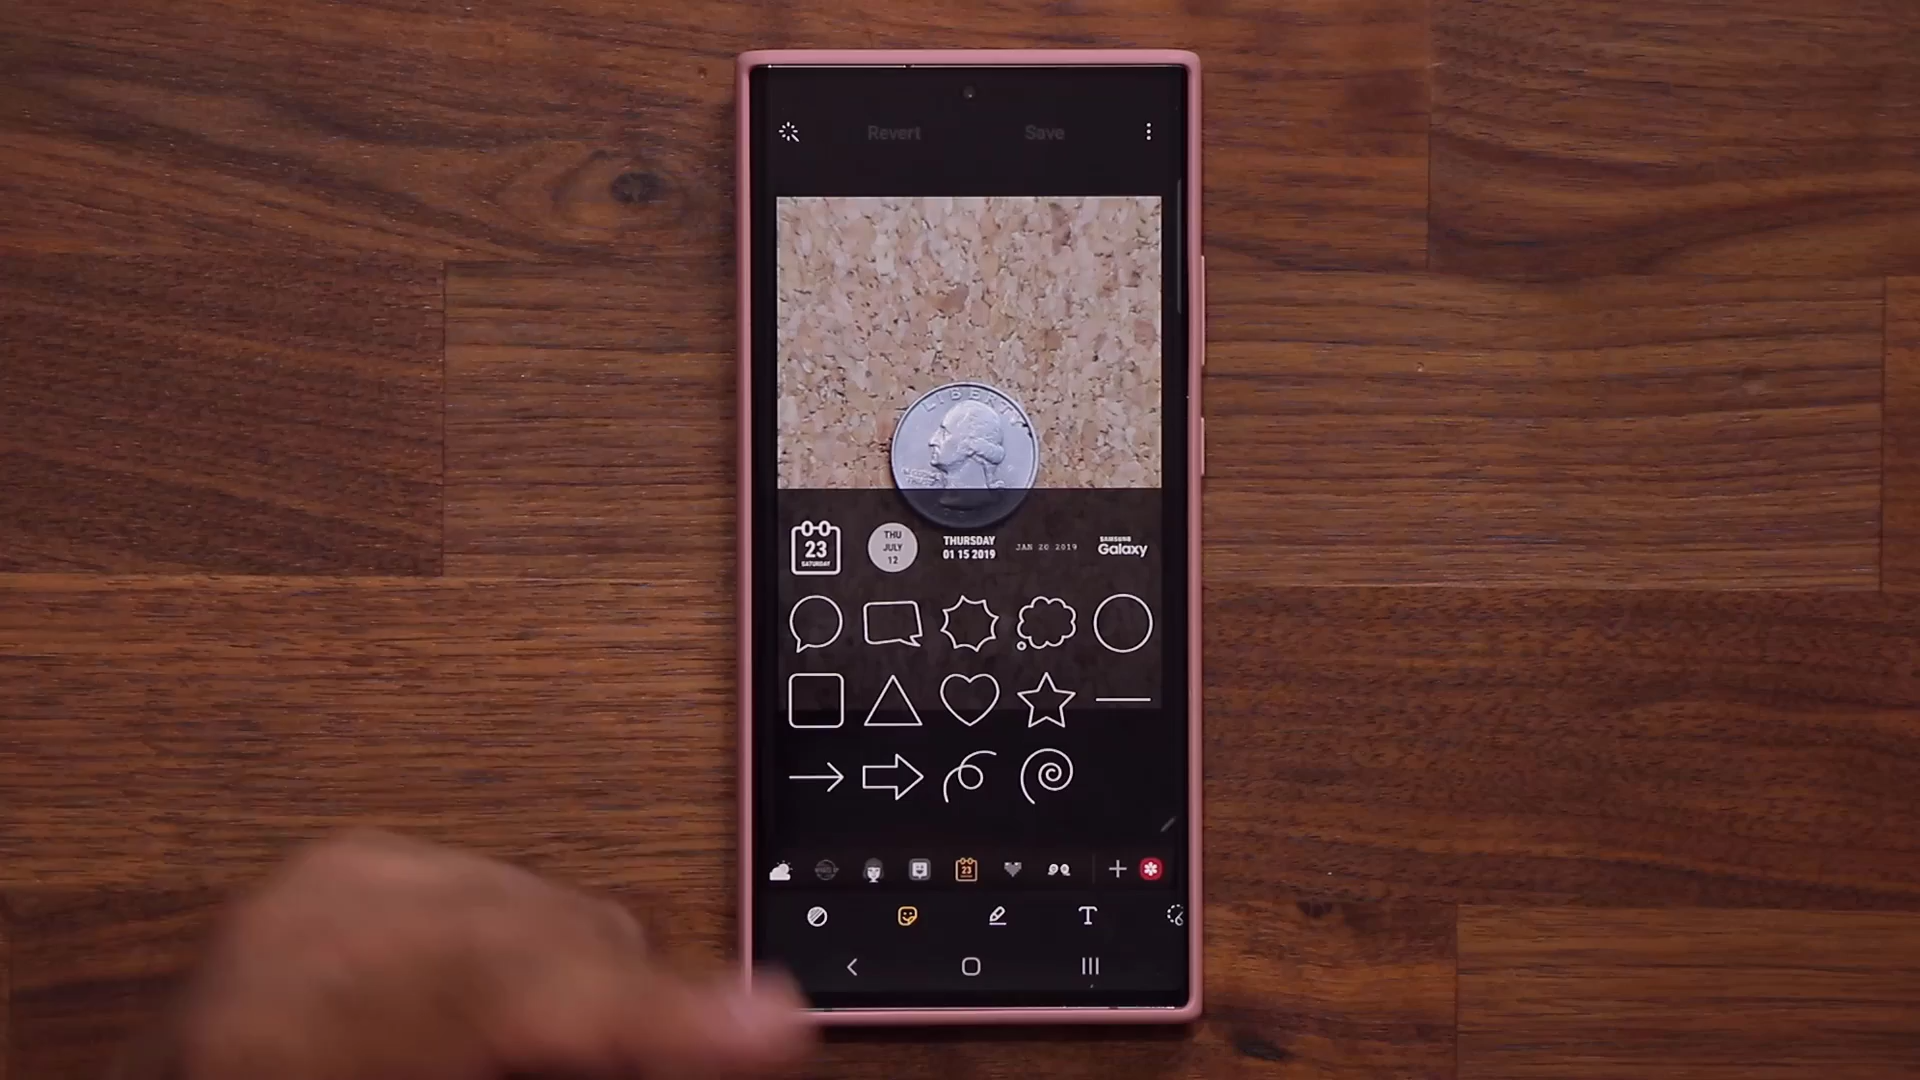 Revert Save
LIBERTY
23
SATURDAY
THU
JULY
12
THURSDAY
01 15 2019
JAN 20 2019
SAMSUNG
Galaxy
23
T